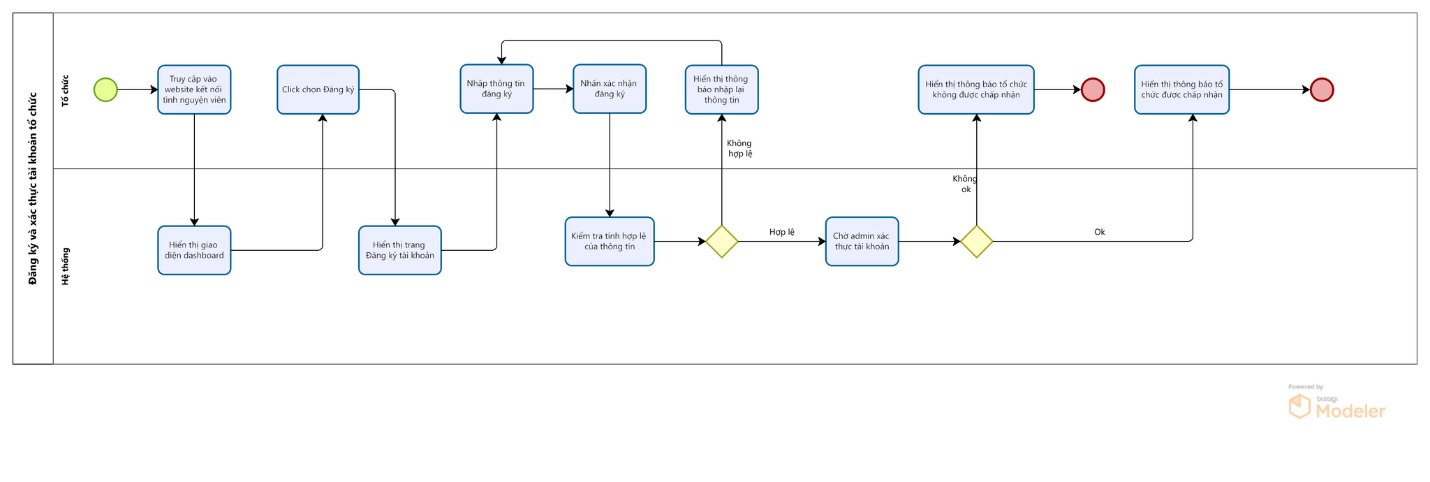 Đăng ký và xác thực tài khoản tổ chức
Tổ chức
Truy cập vào
website kết nối
tình nguyện viên
Click chọn Đăng ký
Nhập thông tin
đăng ký
Nhấn xác nhận
đăng ký
Hiển thị thông
báo nhập lại
thông tin
Hiển thị thông báo tổ chức
không được chấp nhận
Hiển thị thông báo tổ
chức được chấp nhận
Không
hợp lệ
Không
ok
Hệ thống
Hiển thị giao
diện dashboard
Hiển thị trang
Đăng ký tài khoản
Kiểm tra tính hợp lệ
của thông tin
Hợp lệ
Chờ admin xác
thực tài khoản
Ok
Powered by
bizagi
Modeler